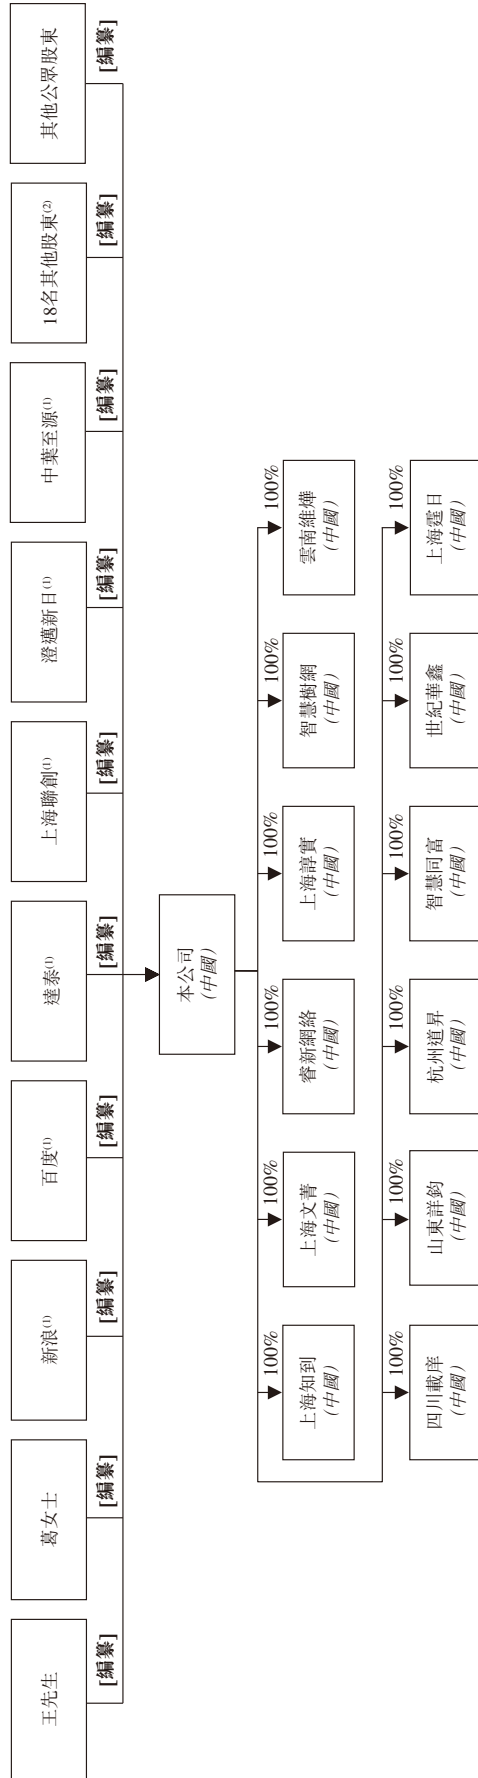 王先生
葛女士
新浪(1)
百度(1)
達泰(1)
上海聯創(1)
澄邁新日(1)
中葉至源(1)
18名其他股東(2)
其他公眾股東
[編纂]
[編纂]
[編纂]
[編纂]
[編纂]
[編纂]
[編纂]
[編纂]
[編纂]
[編纂]
本公司
(中國)
100%
100%
100%
100%
100%
100%
上海知到
(中國)
上海文菁
(中國)
睿新網絡
(中國)
上海諄實
(中國)
智慧樹網
(中國)
雲南維燁
(中國)
100%
100%
100%
100%
100%
100%
四川載庠
(中國)
山東詳鈞
(中國)
杭州道昇
(中國)
智慧同富
(中國)
世紀華鑫
(中國)
上海霆日
(中國)